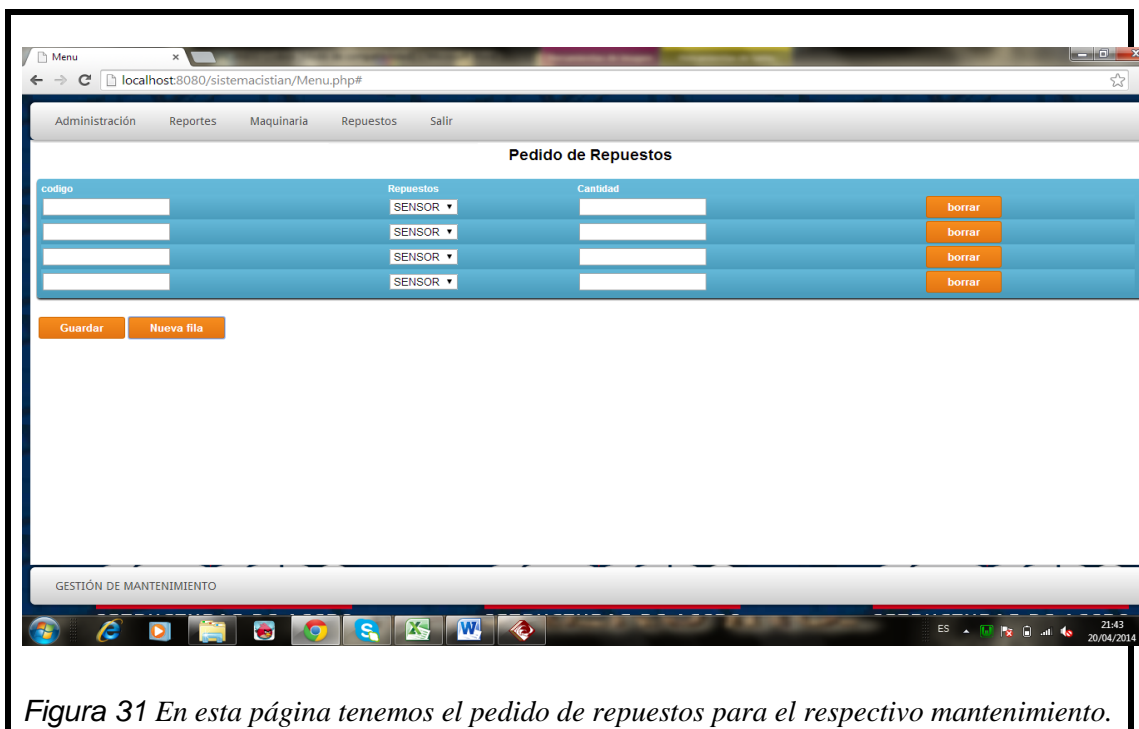 Menu
localhost:8080/sistemacistian/Menu.php#
Administración Reportes Maquinaria Repuestos Salir
Pedido de Repuestos
codigo Repuestos Cantidad
SENSOR borrar
SENSOR borrar
SENSOR borrar
SENSOR borrar
Guardar Nueva fila
GESTIÓN DE MANTENIMIENTO
ES 21:43
20/04/2014
Figura 31 En esta página tenemos el pedido de repuestos para el respectivo mantenimiento.